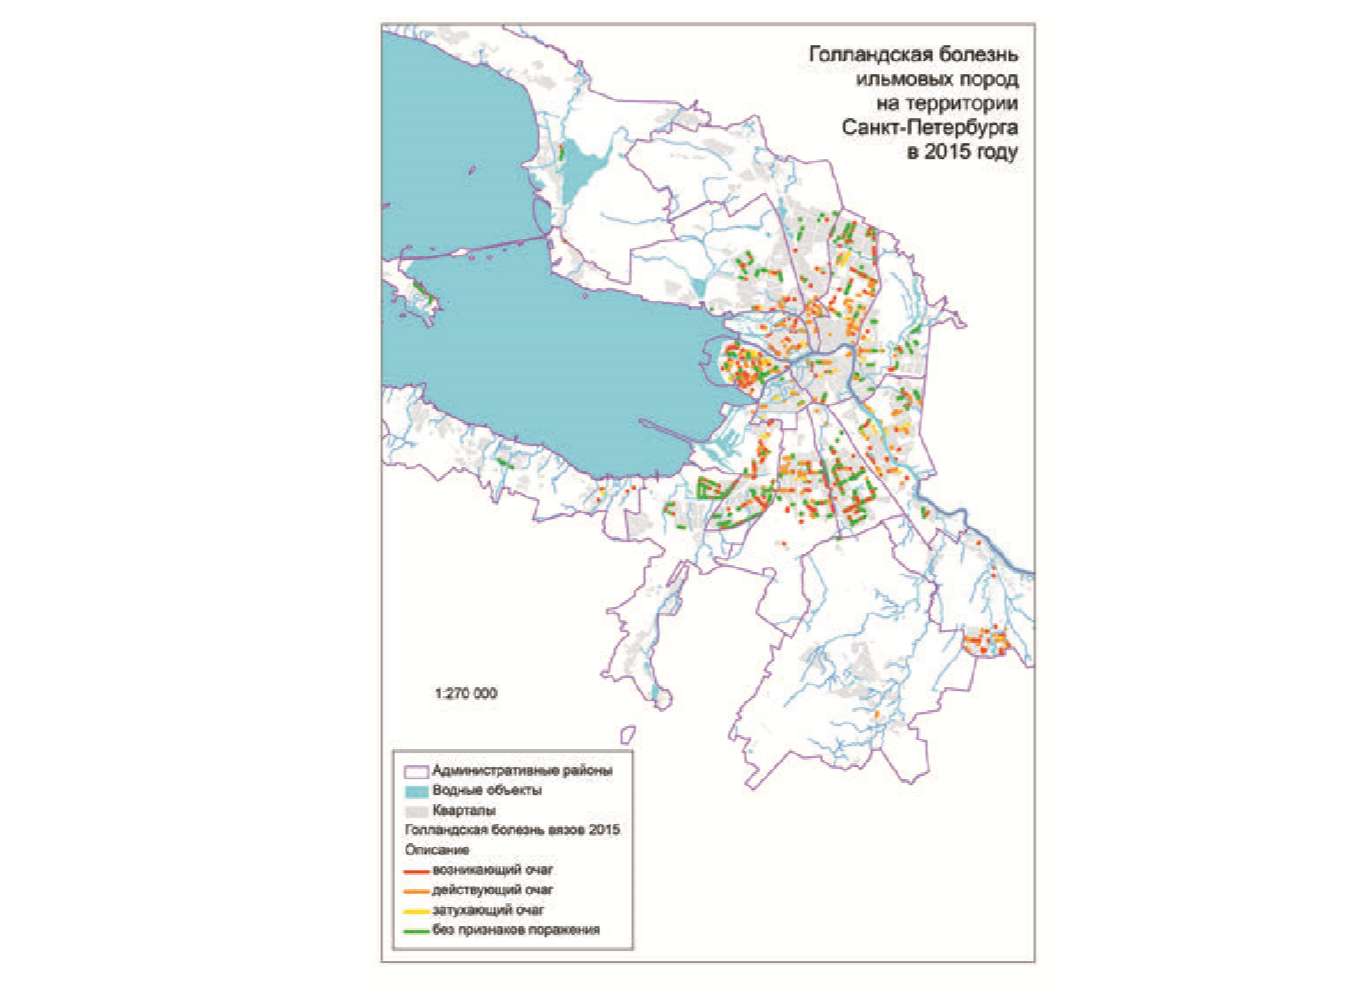 Голландская болезнь
ильмовых пород
на территории
Санкт-Петербурга
в 2015 году
1:270 000
Административные районы
Водные объекты
Кварталы
Голландская болезнь вязов 2015
Описание
возникающий очаг
действующий очаг
затухающий очаг
без признаков поражения